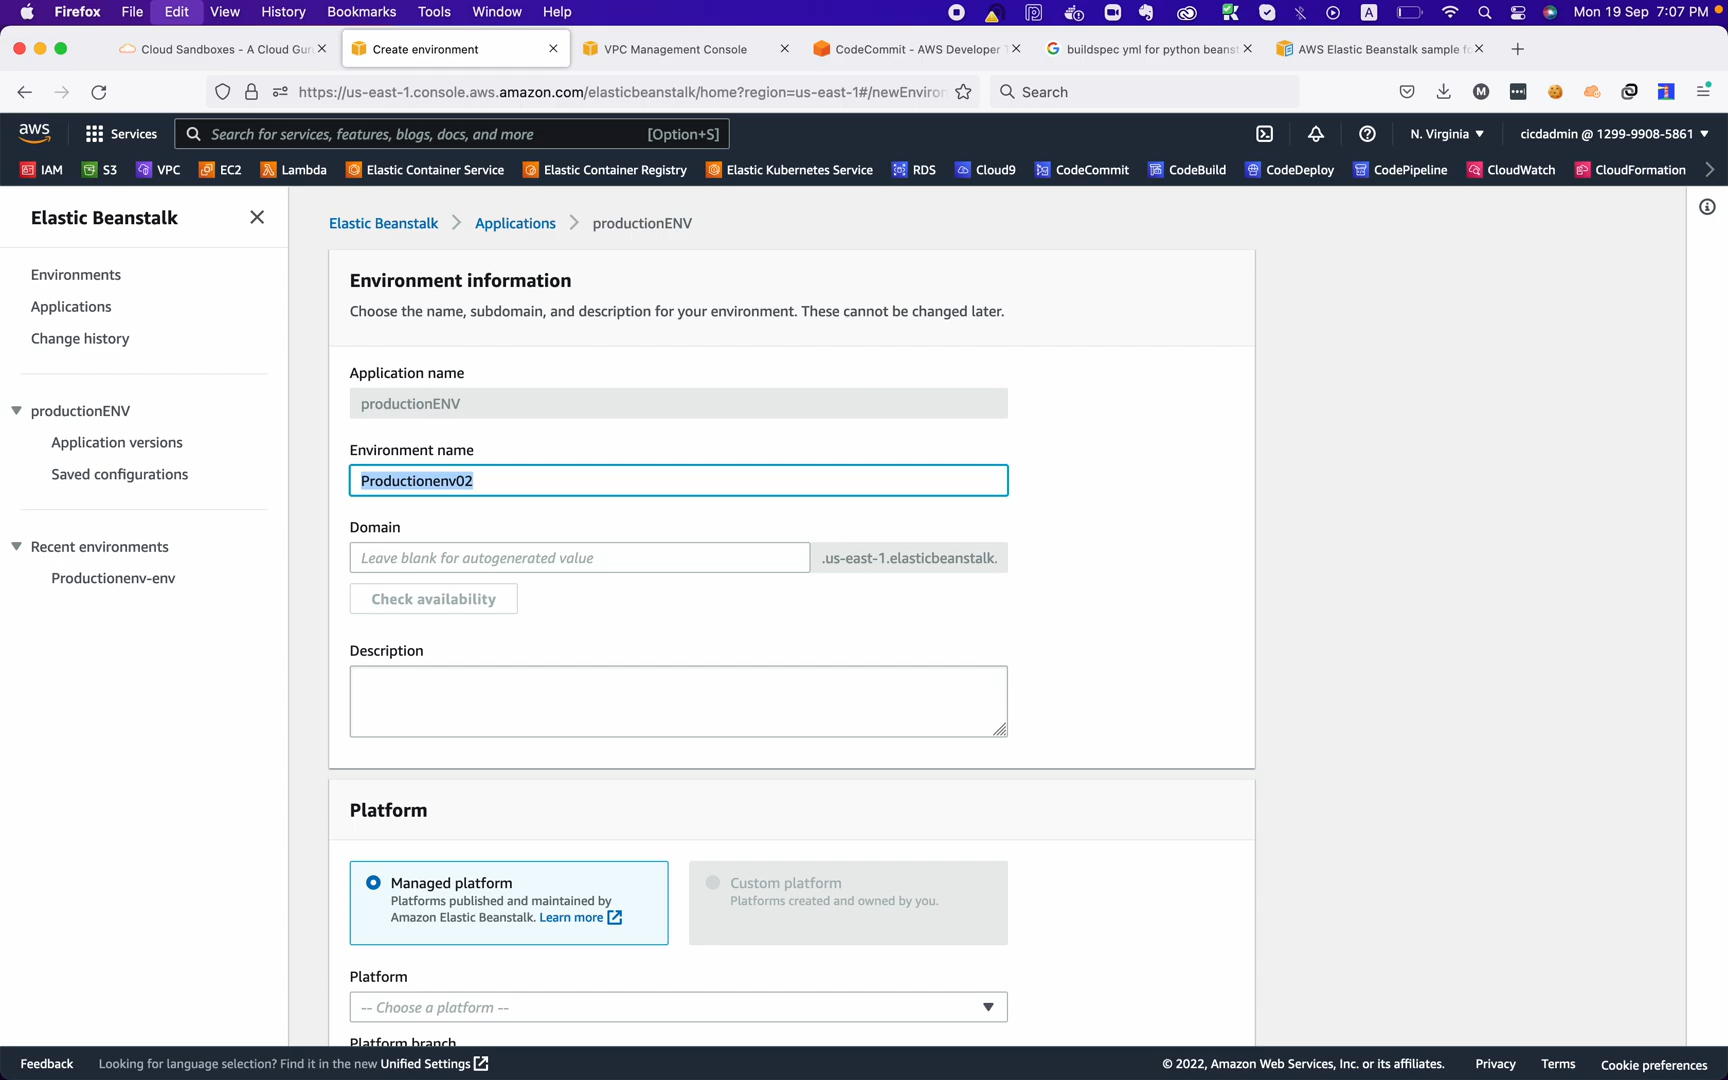 Firefox File Edit View History Bookmarks Tools Window Help Mon 19 Sep 7:07 PM
Cloud Sandboxes - A Cloud Gur
Create environment
VPC Management Console
CodeCommit - AWS Developer
buildspec yml for python beanst
AWS Elastic Beanstalk sample fo
https://us-east-1.console.aws.amazon.com/elasticbeanstalk/home?region=us-east-1#/newEnviron
Search
aws
Services
Search for services, features, blogs, docs, and more [Option+S]
N. Virginia
cicdadmin @ 1299-9908-5861
IAM S3 VPC EC2 Lambda Elastic Container Service Elastic Container Registry Elastic Kubernetes Service RDS Cloud9 CodeCommit CodeBuild CodeDeploy CodePipeline CloudWatch CloudFormation
Elastic Beanstalk
Environments
Applications
Change history
productionENV
Application versions
Saved configurations
Recent environments
Productionenv-env
Elastic Beanstalk Applications productionENV
Environment information
Choose the name, subdomain, and description for your environment. These cannot be changed later.
Application name
productionENV
Environment name
Productionenv02
Domain
Leave blank for autogenerated value .us-east-1.elasticbeanstalk.
Check availability
Description
Platform
Managed platform
Platforms published and maintained by
Amazon Elastic Beanstalk. Learn more
Custom platform
Platforms created and owned by you.
Platform
-- Choose a platform --
Platform branch
Feedback Looking for language selection? Find it in the new Unified Settings © 2022, Amazon Web Services, Inc. or its affiliates. Privacy Terms Cookie preferences